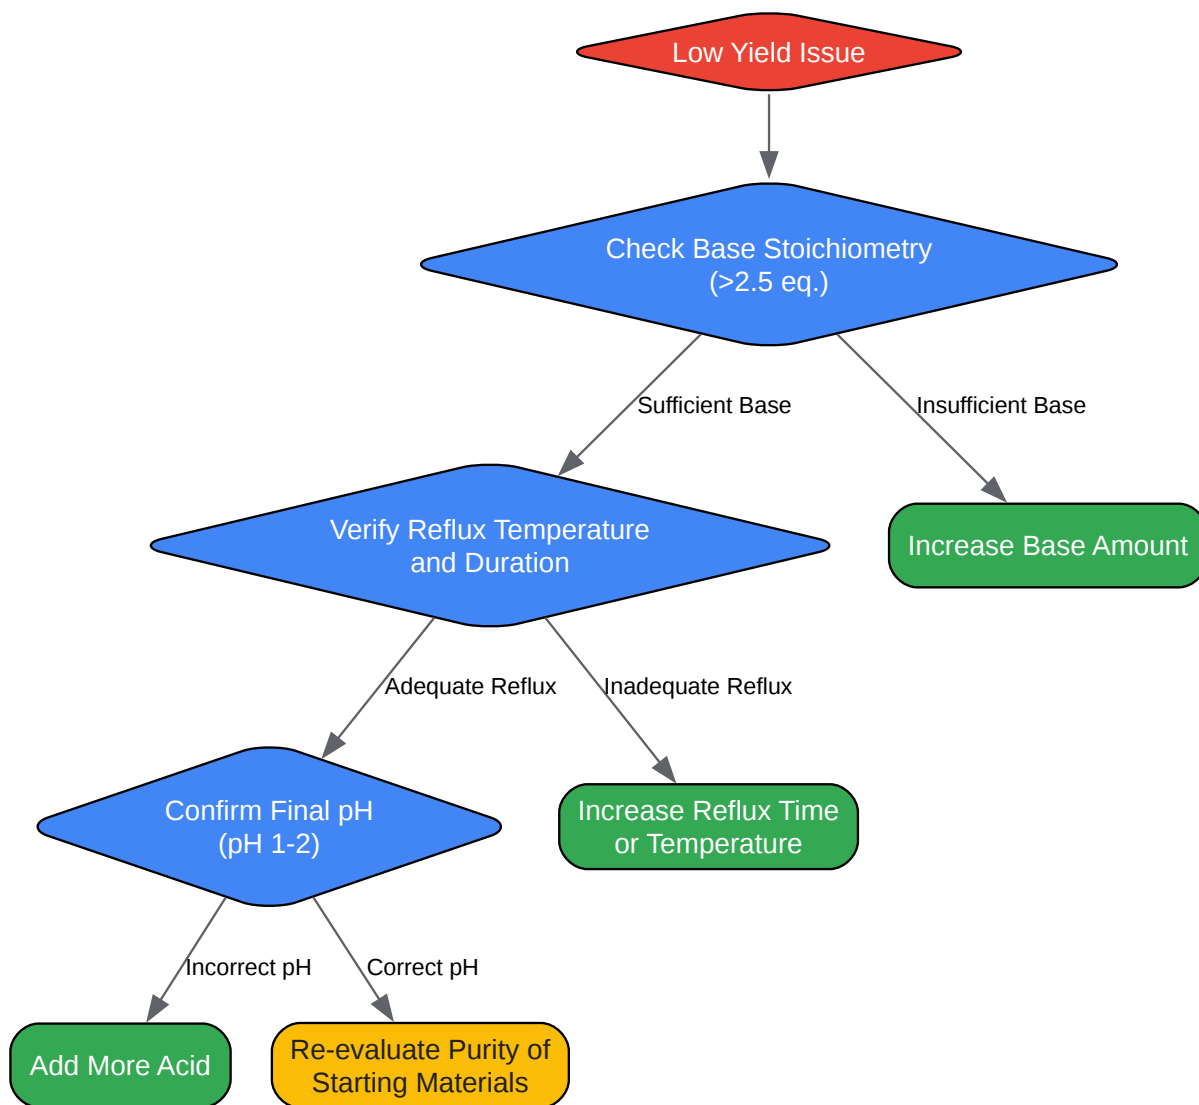 Low Yield Issue
Check Base Stoichiometry
(>2.5 eq.)
Sufficient Base
Insufficient Base
Verify Reflux Temperature
and Duration
Increase Base Amount
Adequate Reflux
Inadequate Reflux
Confirm Final pH
(pH 1-2)
Increase Reflux Time
or Temperature
Incorrect pH
Correct pH
Add More Acid
Re-evaluate Purity of
Starting Materials